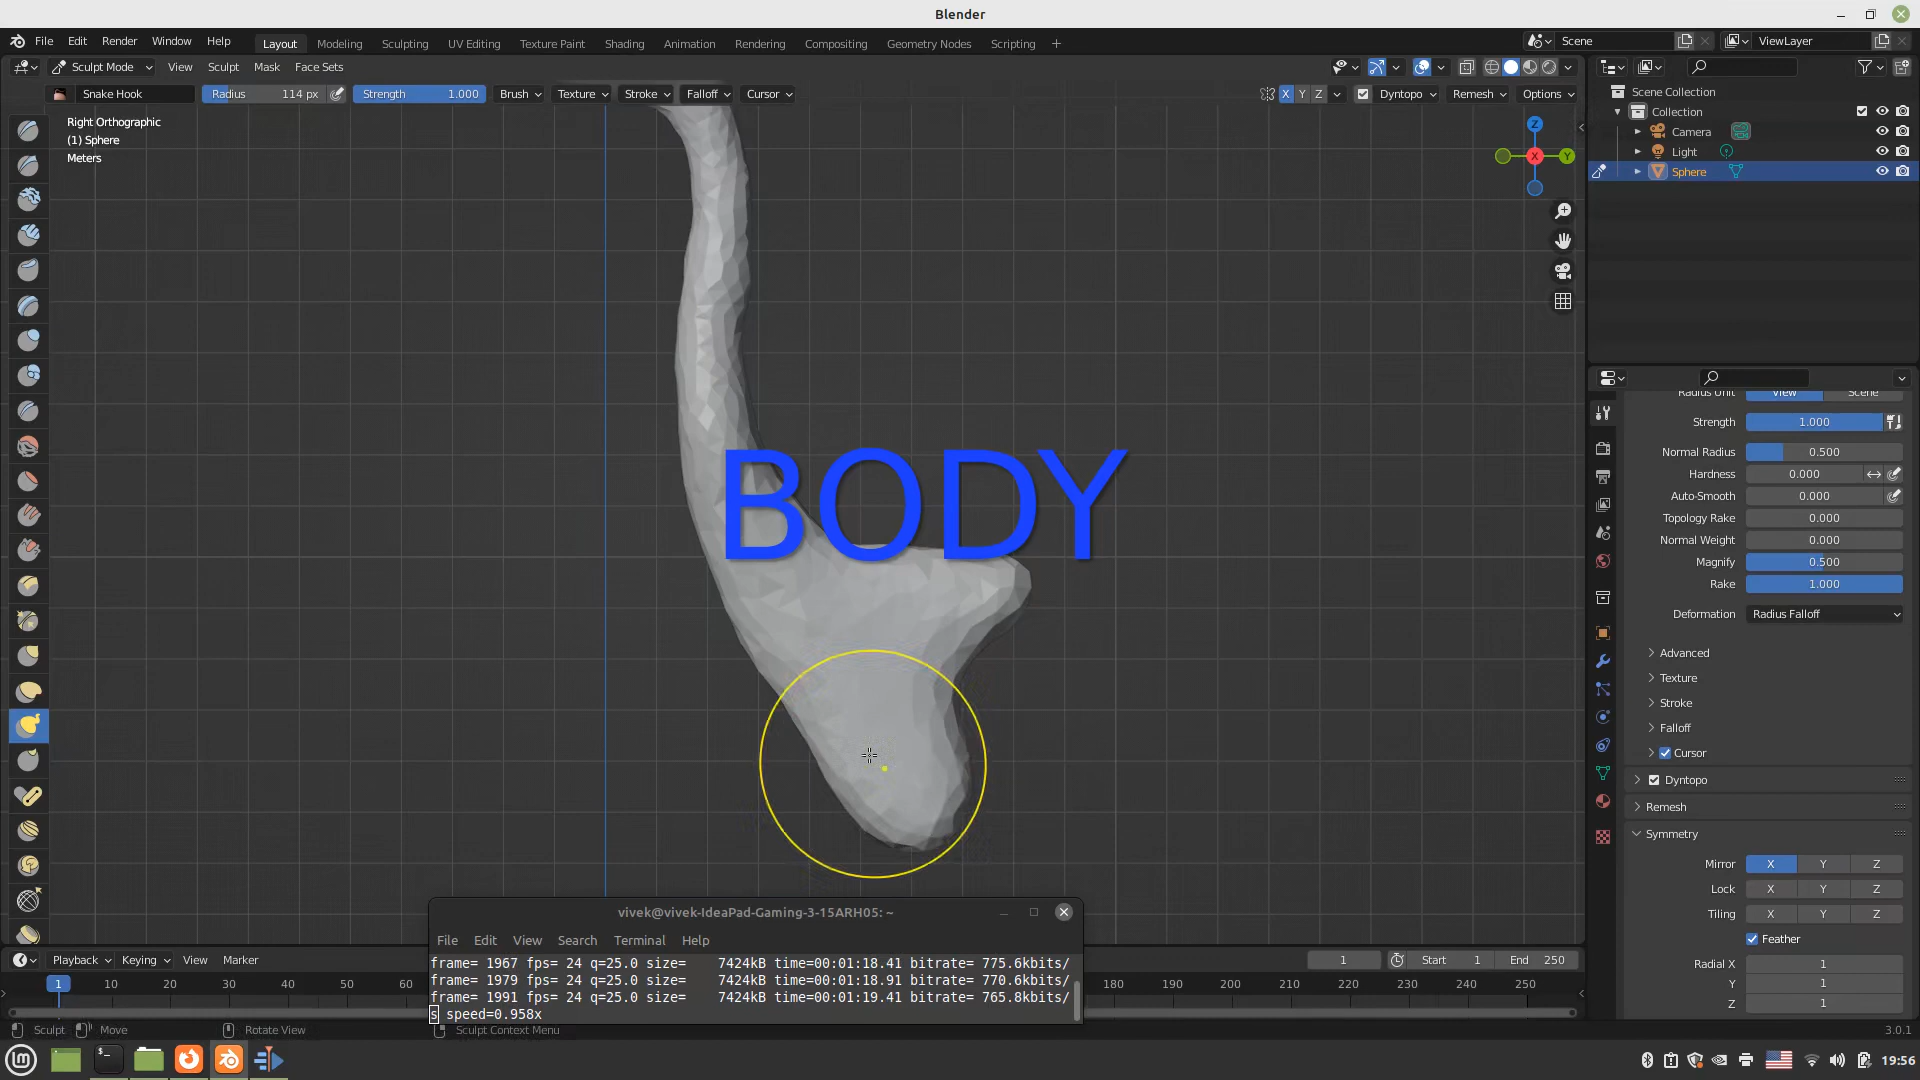 Blender
File Edit Render Window Help
Layout Modeling Sculpting UV Editing Texture Paint Shading Animation Rendering Compositing Geometry Nodes Scripting +
Scene
ViewLayer
Sculpt Mode View Sculpt Mask Face Sets
Snake Hook Radius 114 px Strength 1.000 Brush Texture Stroke Falloff Cursor
X Y Z Dyntopo Remesh Options
Right Orthographic
(1) Sphere
Meters
Z
X
Y
Scene Collection
Collection
Camera
Light
Sphere
Radius Unit View Scene
Strength 1.000
Normal Radius 0.500
Hardness 0.000
Auto-Smooth 0.000
Topology Rake 0.000
Normal Weight 0.000
Magnify 0.500
Rake 1.000
Deformation Radius Falloff
Advanced
Texture
Stroke
Falloff
Cursor
Dyntopo
Remesh
Symmetry
Mirror X Y Z
Lock X Y Z
Tiling X Y Z
Feather
Radial X 1
Y 1
Z 1
BODY
vivek@vivek-IdeaPad-Gaming-3-15ARH05: ~
File Edit View Search Terminal Help
frame= 1967 fps= 24 q=25.0 size= 7424kB time=00:01:18.41 bitrate= 775.6kbits/
frame= 1979 fps= 24 q=25.0 size= 7424kB time=00:01:18.91 bitrate= 770.6kbits/
frame= 1991 fps= 24 q=25.0 size= 7424kB time=00:01:19.41 bitrate= 765.8kbits/
s speed=0.958x
Playback Keying View Marker
1 Start 1 End 250
1 10 20 30 40 50 60 180 190 200 210 220 230 240 250
Sculpt Move Rotate View Sculpt Context Menu
3.0.1
19:56